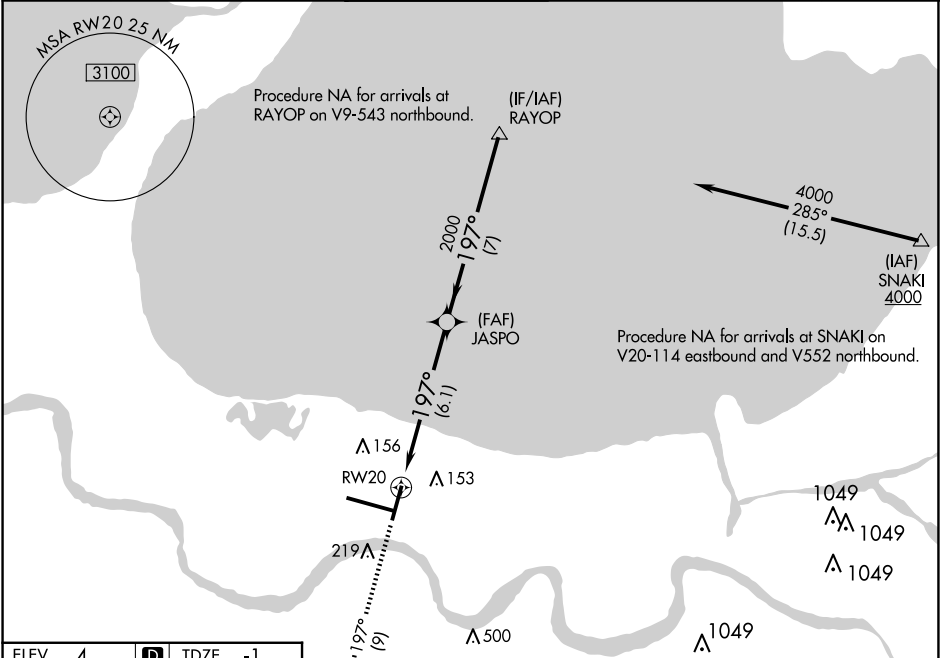 MSA RW20 25 NM
3100
Procedure NA for arrivals at
RAYOP on V9-543 northbound.
(IF/IAF)
RAYOP
2000
197°
(7)
4000
285°
(15.5)
(IAF)
SNAKI
4000
(FAF)
JASPO
Procedure NA for arrivals at SNAKI on
V20-114 eastbound and V552 northbound.
197°
(6.1)
156
RW20
153
1049
1049
219
1049
197°
(9)
500
1049
ELEV 4
D
TDZE -1